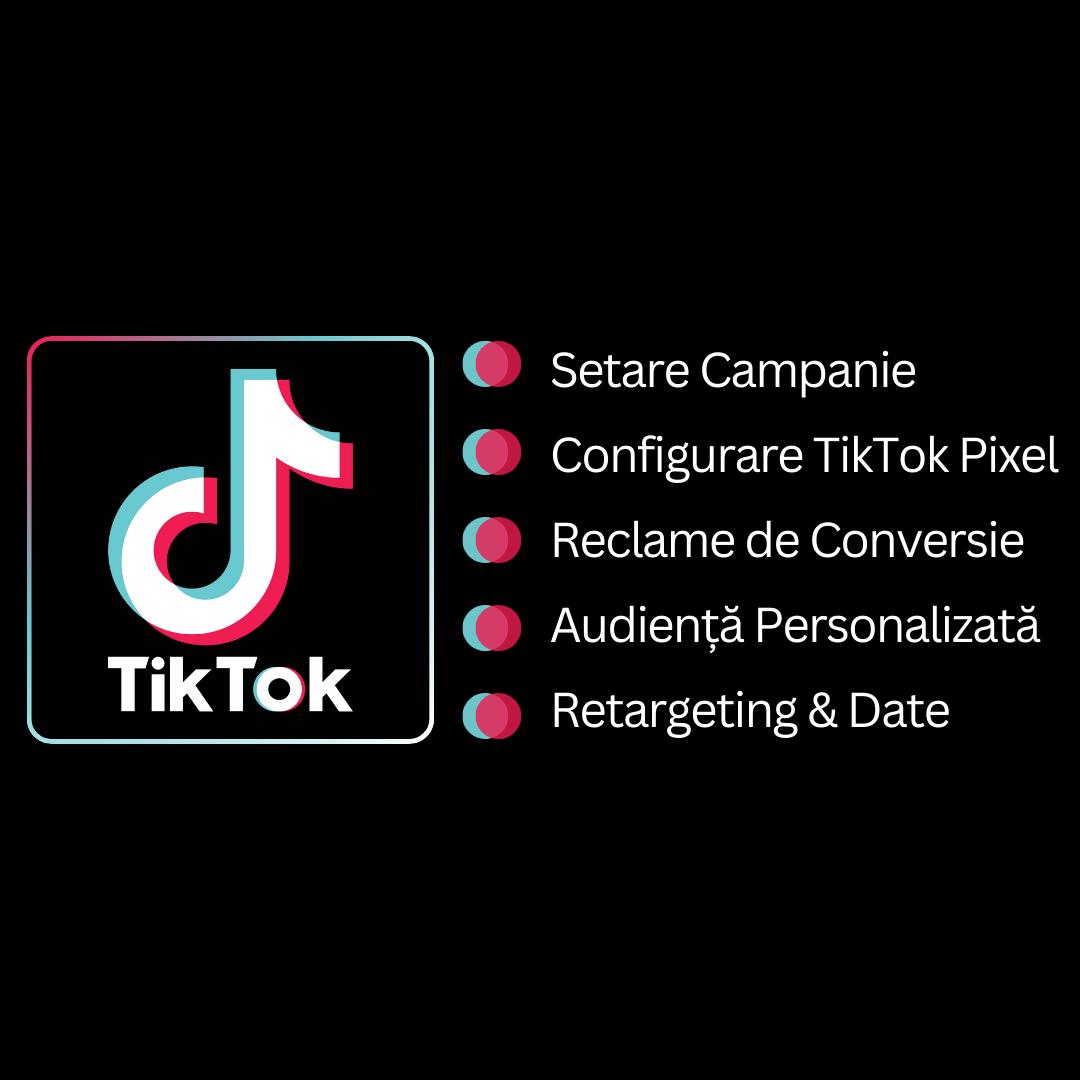 TikTok
Setare Campanie
Configurare TikTok Pixel
Reclame de Conversie
Audiență Personalizată
Retargeting & Date